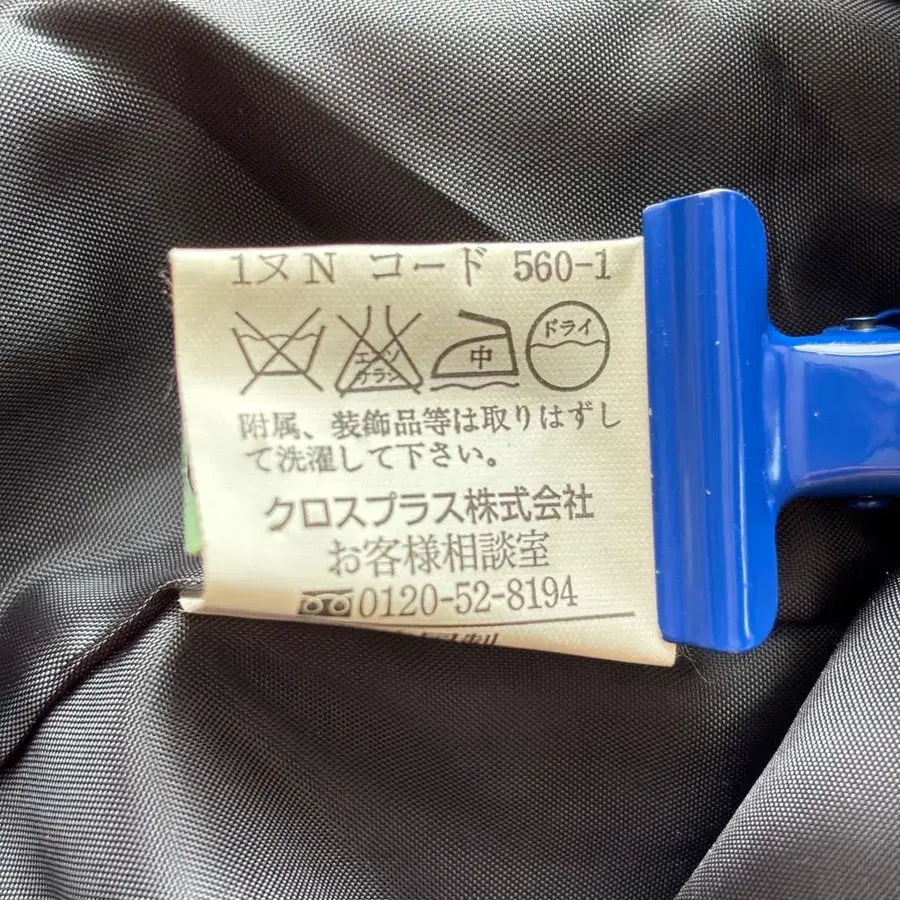 1ヌN コード 560-1
エンソ
サラシ
中
ドライ
附属、装飾品等は取りはずし
て洗濯して下さい。
クロスプラス株式会社
お客様相談室
0120-52-8194